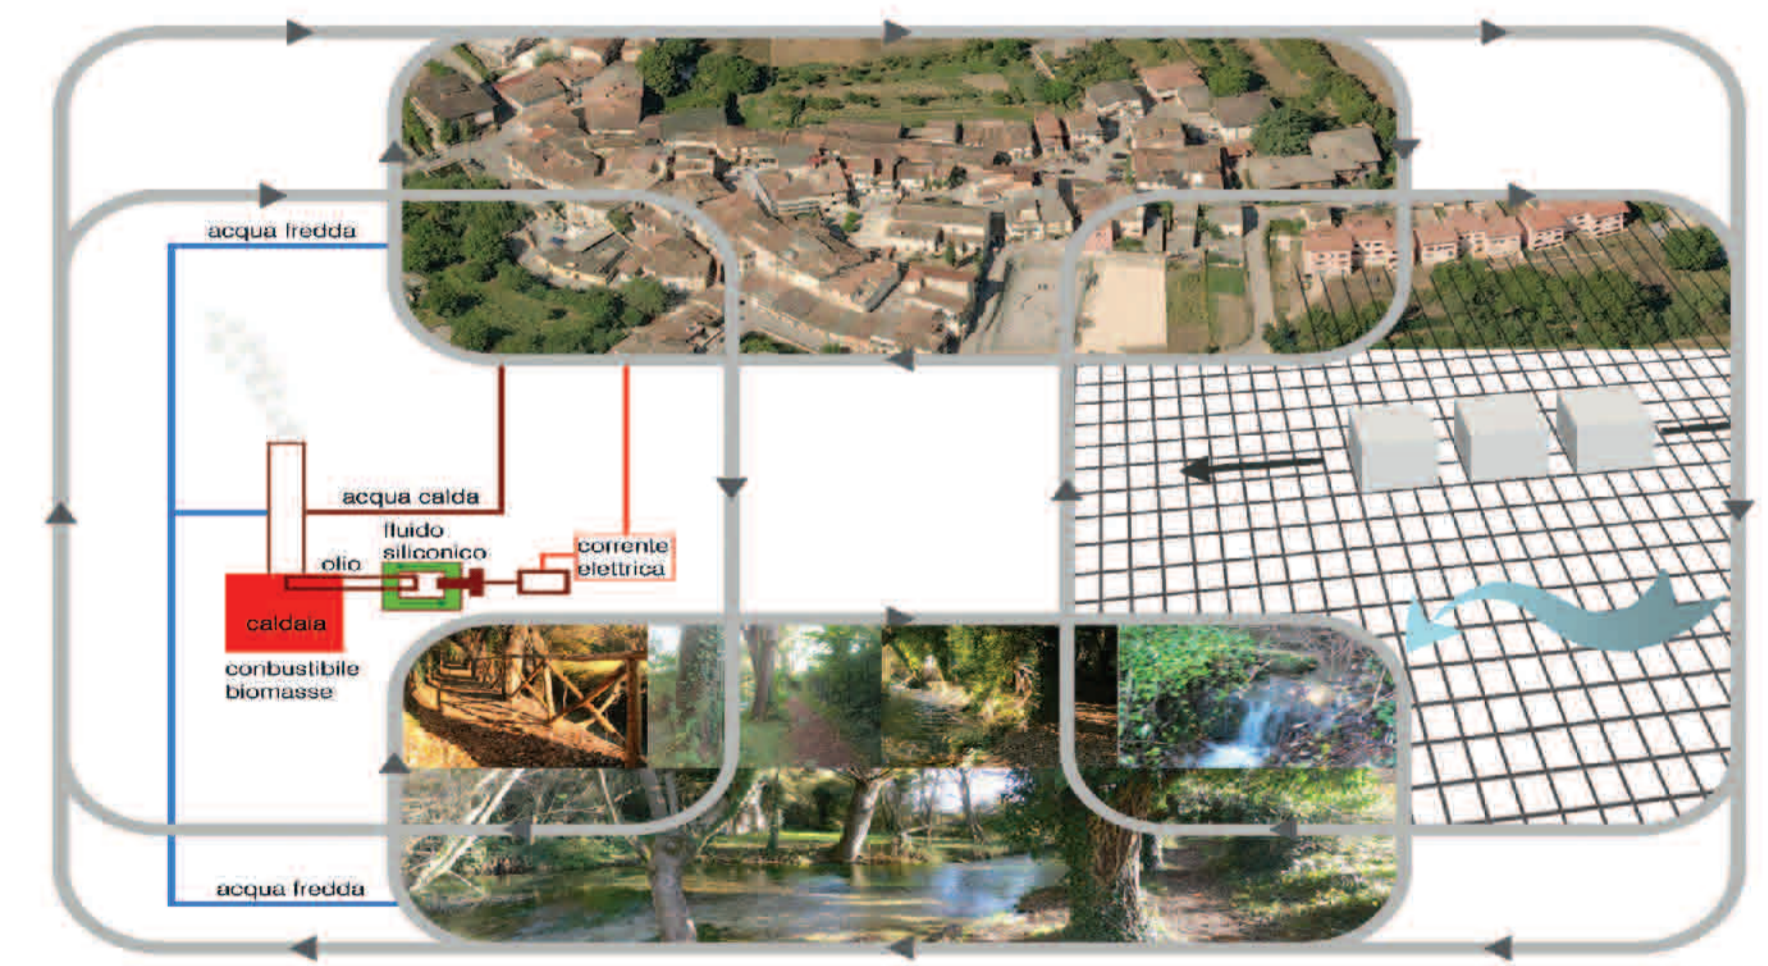 acqua fredda
acqua calda
fluido
siliconico
olio
corrente
elettrica
caldaia
conbustibile
biomasse
acqua fredda